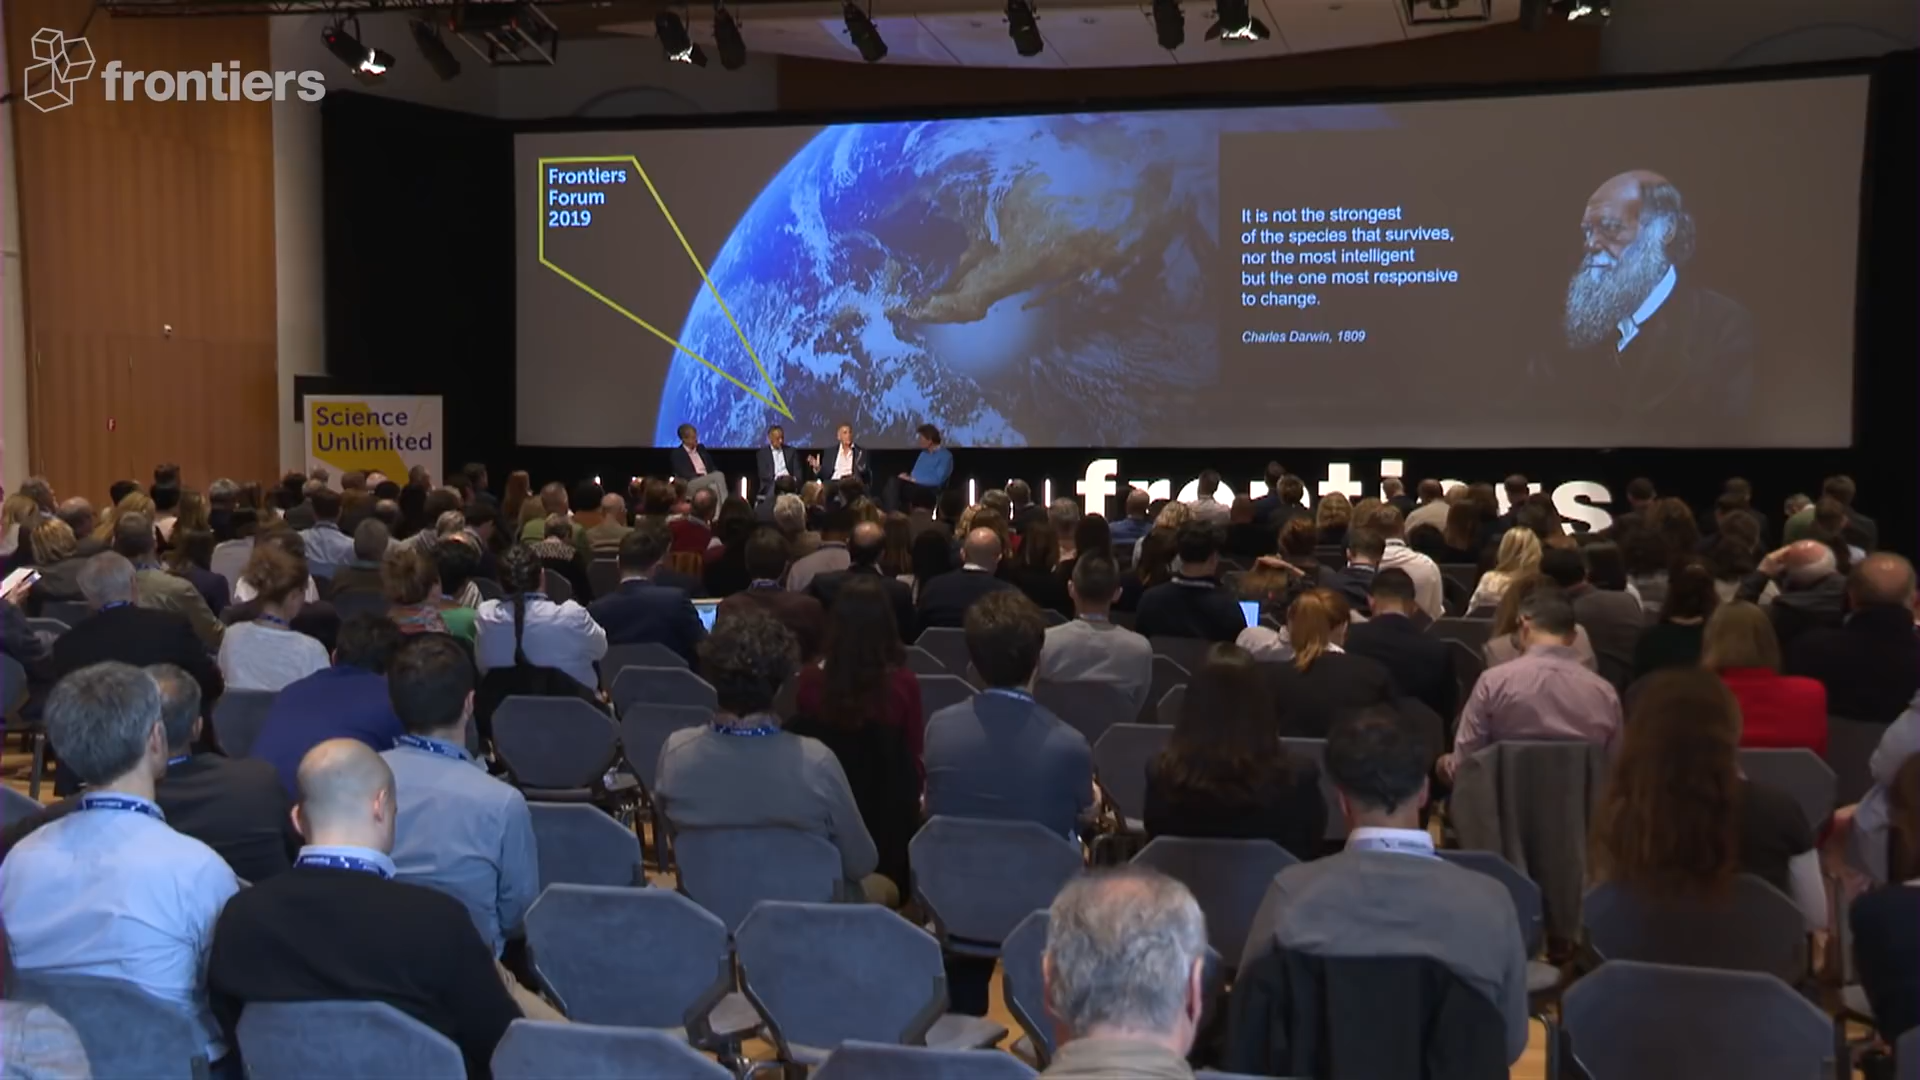 frontiers
Frontiers
Forum
2019
It is not the strongest
of the species that survives,
nor the most intelligent
but the one most responsive
to change.
Charles Darwin, 1809
Science
Unlimited
frontiers